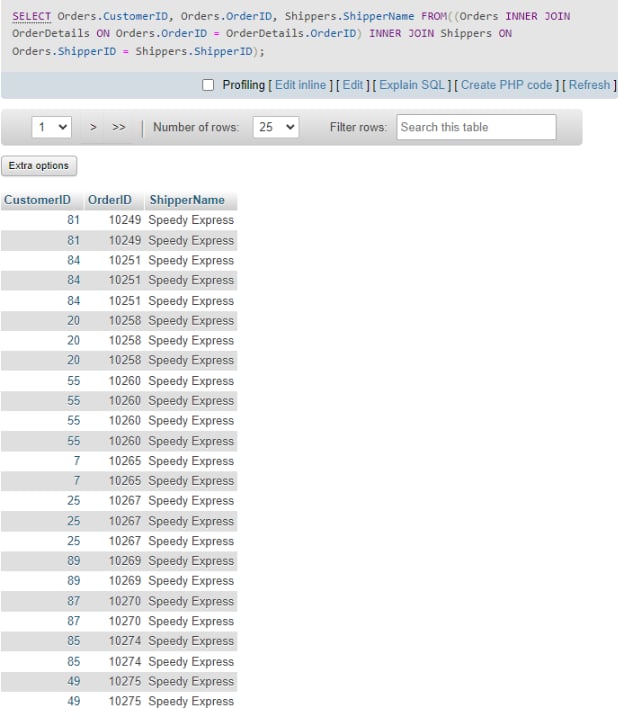 SELECT Orders.CustomerID, Orders.OrderID, Shippers.ShipperName FROM((Orders INNER JOIN
OrderDetails ON Orders.OrderID = OrderDetails.OrderID) INNER JOIN Shippers ON
Orders.ShipperID = Shippers.ShipperID);
Profiling [ Edit inline ] [ Edit ] [ Explain SQL ] [ Create PHP code ] [ Refresh ]
1 > >> | Number of rows: 25 Filter rows: Search this table
Extra options
CustomerID OrderID ShipperName
81 10249 Speedy Express
81 10249 Speedy Express
84 10251 Speedy Express
84 10251 Speedy Express
84 10251 Speedy Express
20 10258 Speedy Express
20 10258 Speedy Express
20 10258 Speedy Express
55 10260 Speedy Express
55 10260 Speedy Express
55 10260 Speedy Express
55 10260 Speedy Express
7 10265 Speedy Express
7 10265 Speedy Express
25 10267 Speedy Express
25 10267 Speedy Express
25 10267 Speedy Express
89 10269 Speedy Express
89 10269 Speedy Express
87 10270 Speedy Express
87 10270 Speedy Express
85 10274 Speedy Express
85 10274 Speedy Express
49 10275 Speedy Express
49 10275 Speedy Express